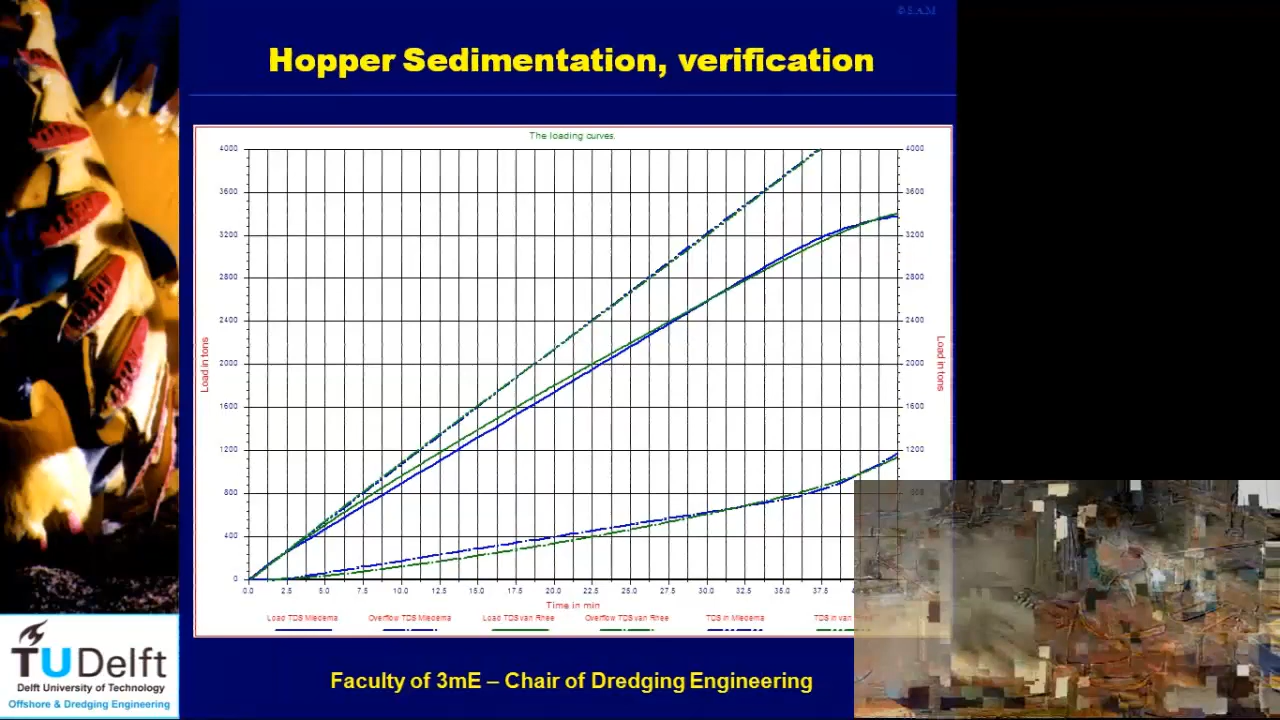 © S.A.M
Hopper Sedimentation, verification
The loading curves.
4000 4000
3600 3600
3200 3200
2800 2800
2400 2400
2000 2000
1600 1600
1200 1200
800 800
400
0
Load in tons
Load in tons
0.0 2.5 5.0 7.5 10.0 12.5 15.0 17.5 20.0 22.5 25.0 27.5 30.0 32.5 35.0 37.5
Time in min
Load TDS Miedema Overflow TDS Miedema Load TDS van Rhee Overflow TDS van Rhee TDS in Miedema TDS in van
TU Delft
Delft University of Technology
Offshore & Dredging Engineering
Faculty of 3mE – Chair of Dredging Engineering